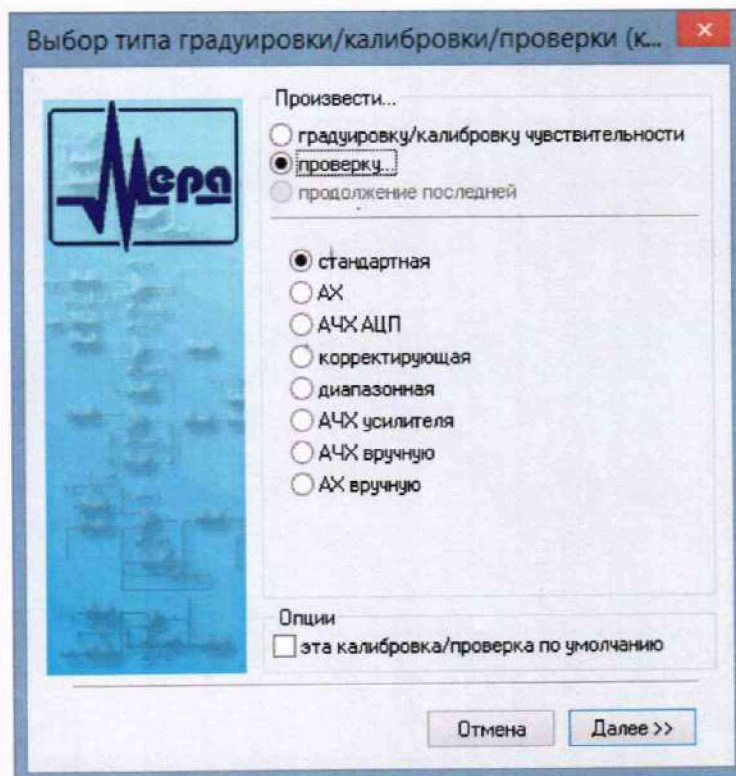 Выбор типа градуировки/калибровки/проверки (к...
Мера
Произвести...
градуировку/калибровку чувствительности
проверку...
продолжение последней
стандартная
АХ
АЧХ АЦП
корректирующая
диапазонная
АЧХ усилителя
АЧХ вручную
АХ вручную
Опции
эта калибровка/проверка по умолчанию
Отмена
Далее >>